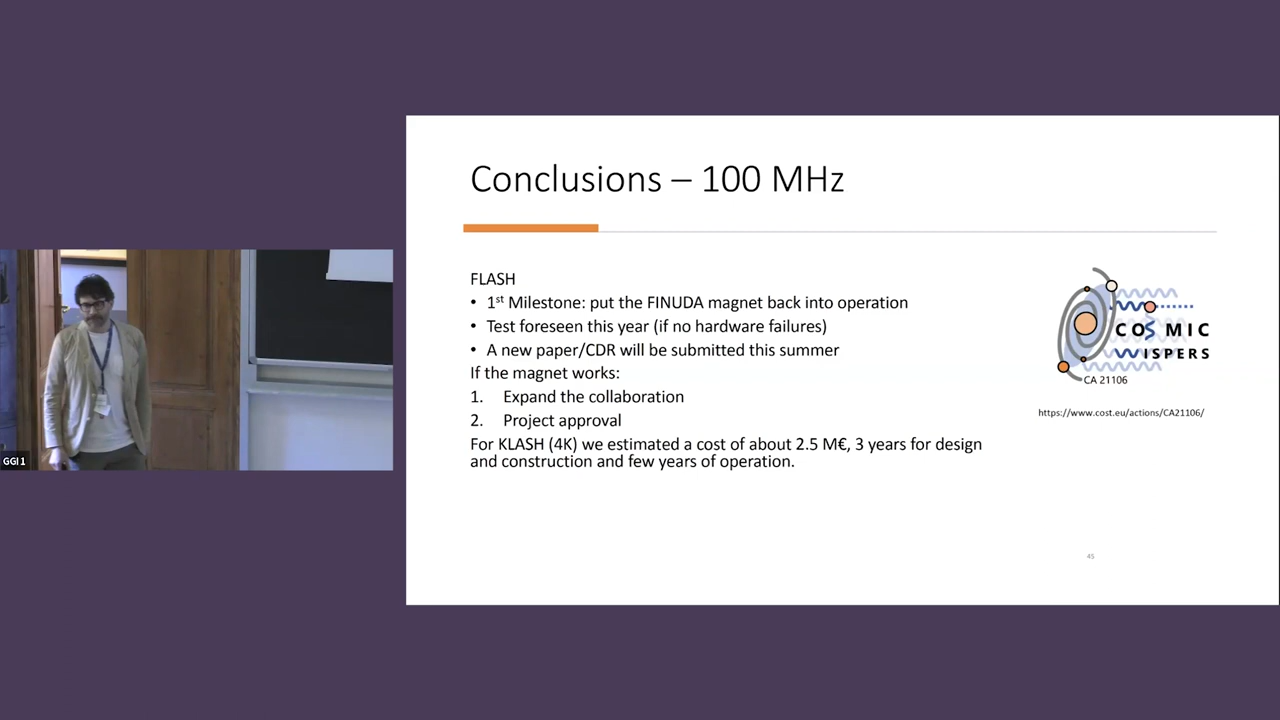 Conclusions – 100 MHz
FLASH
• 1st Milestone: put the FINUDA magnet back into operation
• Test foreseen this year (if no hardware failures)
• A new paper/CDR will be submitted this summer
If the magnet works:
1. Expand the collaboration
2. Project approval
For KLASH (4K) we estimated a cost of about 2.5 M€, 3 years for design
and construction and few years of operation.
COSMIC
WISPERS
CA 21106
https://www.cost.eu/actions/CA21106/
45
GGI 1